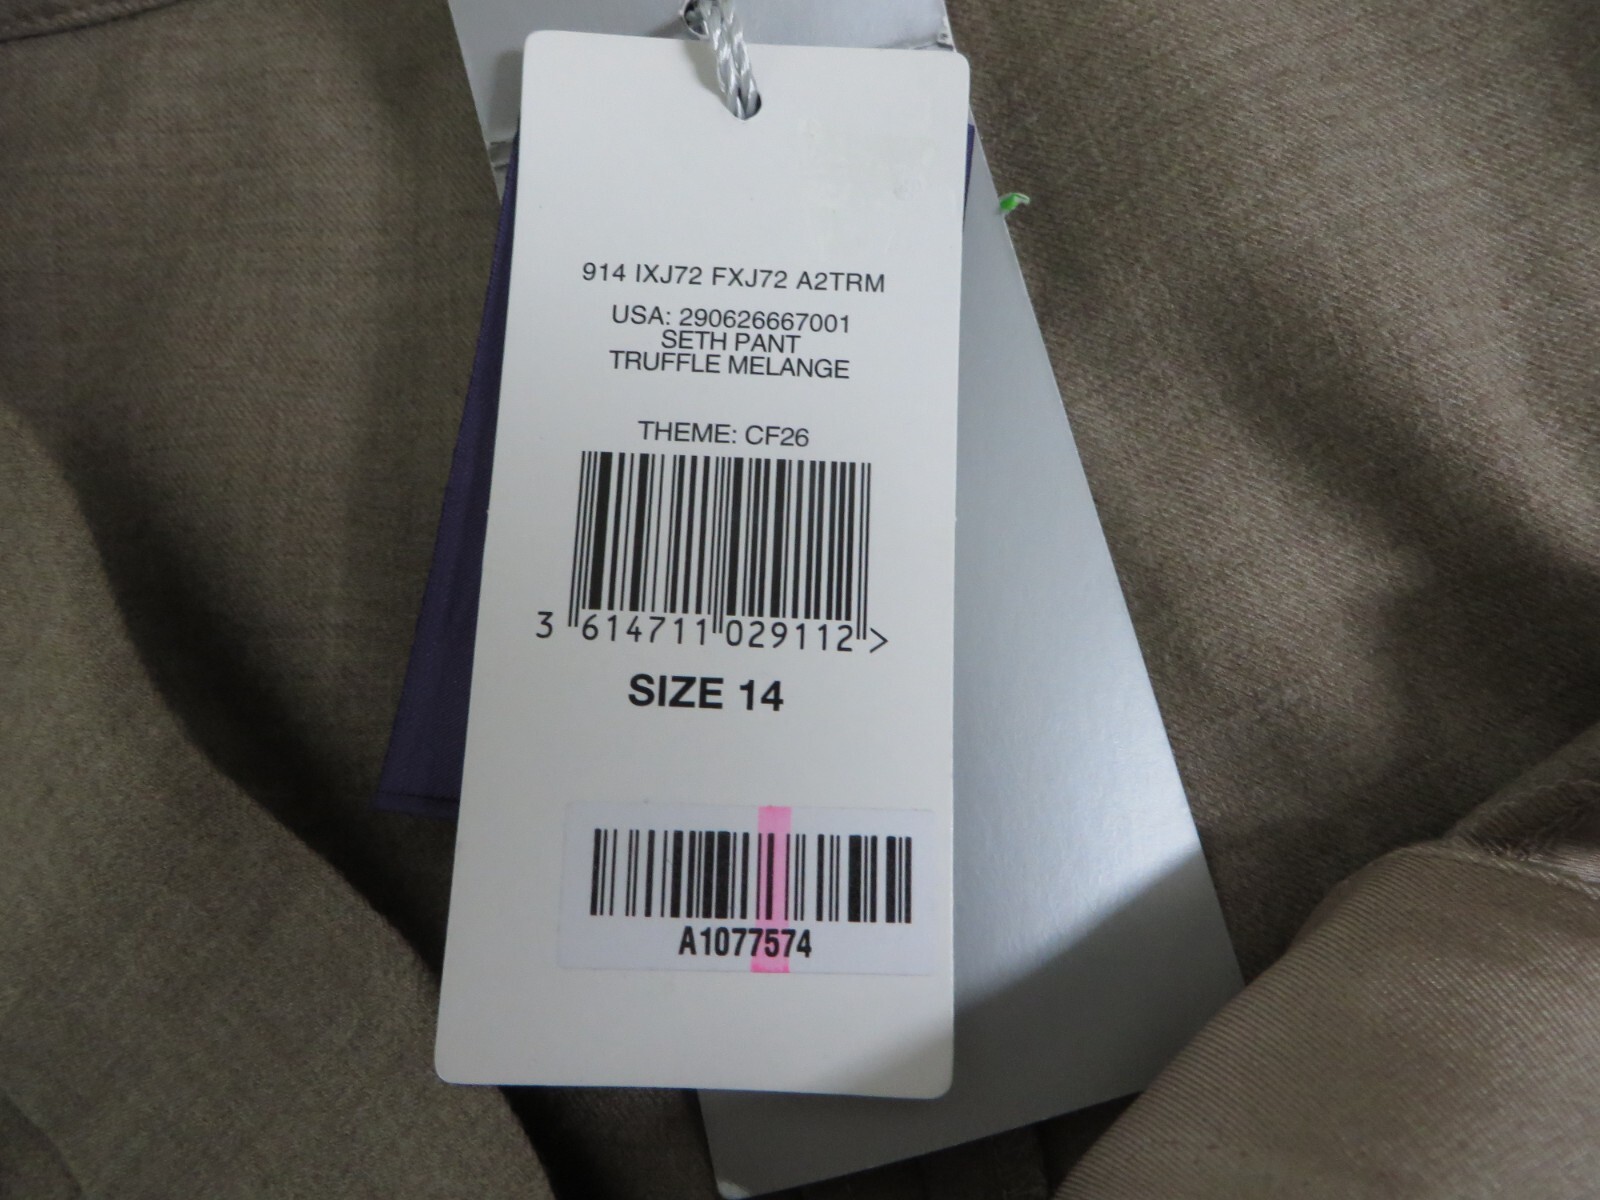 914 IXJ72 FXJ72 A2TRM
USA: 290626667001
SETH PANT
TRUFFLE MELANGE
THEME: CF26
3 614711 029112 >
SIZE 14
A1077574